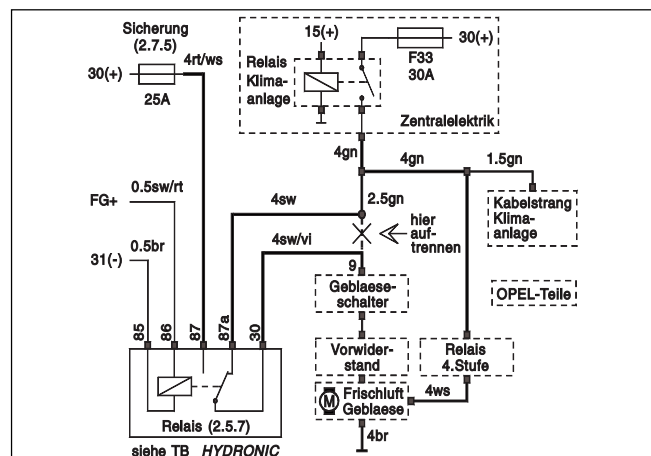 Sicherung
(2.7.5)
30(+)
4rt/ws
25A
15(+)
30(+)
Relais
Klima-
anlage
F33
30A
Zentralelektrik
4gn
4gn
1.5gn
FG+
0.5sw/rt
4sw
2.5gn
hier
auf-
trennen
Kabelstrang
Klima-
anlage
31(-)
0.5br
4sw/vi
9
Geblaese-
schalter
OPEL-Teile
85
86
87
87a
30
Vorwider-
stand
Relais
4.Stufe
M
Frischluft
Geblaese
4ws
Relais (2.5.7)
4br
siehe TB HYDRONIC